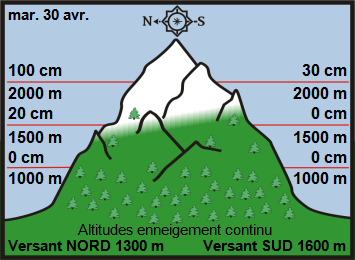 mar. 30 avr.
N S
100 cm 30 cm
2000 m 2000 m
20 cm 0 cm
1500 m 1500 m
0 cm 0 cm
1000 m 1000 m
Altitudes enneigement continu
Versant NORD 1300 m Versant SUD 1600 m